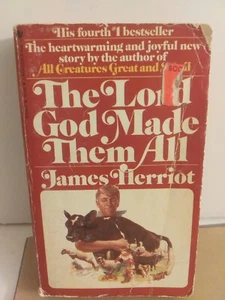 His fourth #1 bestseller
The heartwarming and joyful new
story by the author of
All Creatures Great and
The Lord
God Made
Them All
James Herriot